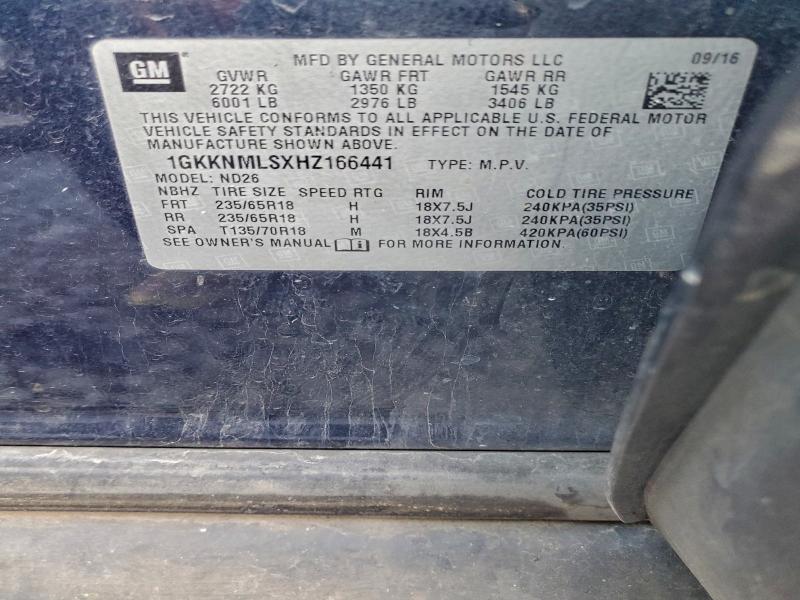 GM
MFD BY GENERAL MOTORS LLC 09/16
GVWR GAWR FRT GAWR RR
2722 KG 1350 KG 1545 KG
6001 LB 2976 LB 3406 LB
THIS VEHICLE CONFORMS TO ALL APPLICABLE U.S. FEDERAL MOTOR
VEHICLE SAFETY STANDARDS IN EFFECT ON THE DATE OF
MANUFACTURE SHOWN ABOVE.
1GKKNMLSXHZ166441 TYPE: M.P.V.
MODEL: ND26
NBHZ TIRE SIZE SPEED RTG RIM COLD TIRE PRESSURE
FRT 235/65R18 H 18X7.5J 240KPA(35PSI)
RR 235/65R18 H 18X7.5J 240KPA(35PSI)
SPA T135/70R18 M 18X4.5B 420KPA(60PSI)
SEE OWNER'S MANUAL FOR MORE INFORMATION.